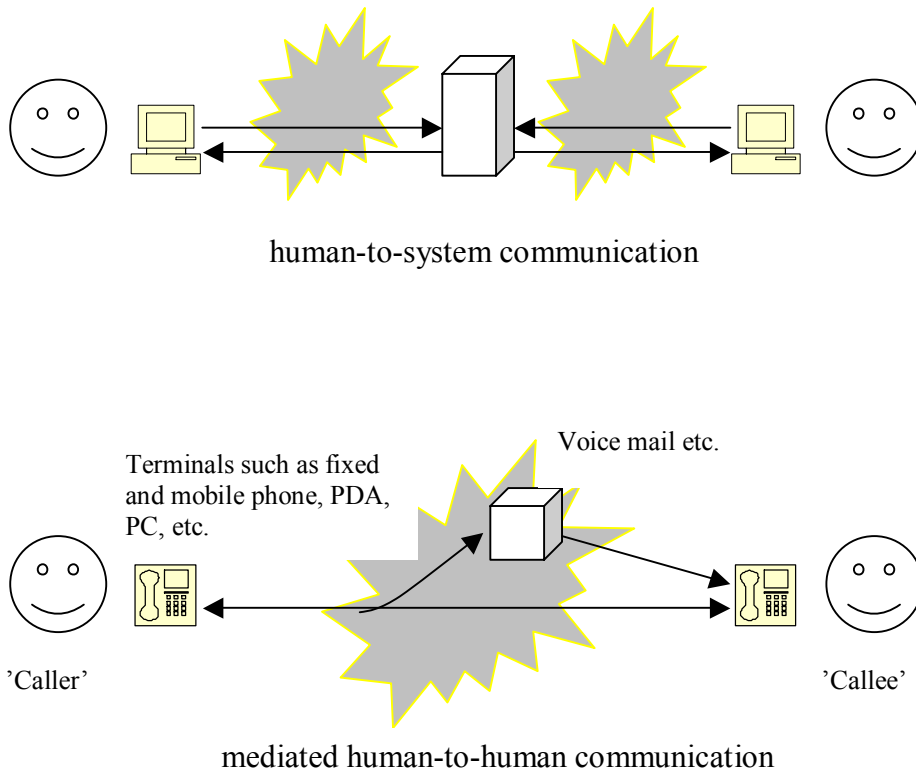 human-to-system communication
Voice mail etc.
Terminals such as fixed
and mobile phone, PDA,
PC, etc.
’Caller’
’Callee’
mediated human-to-human communication